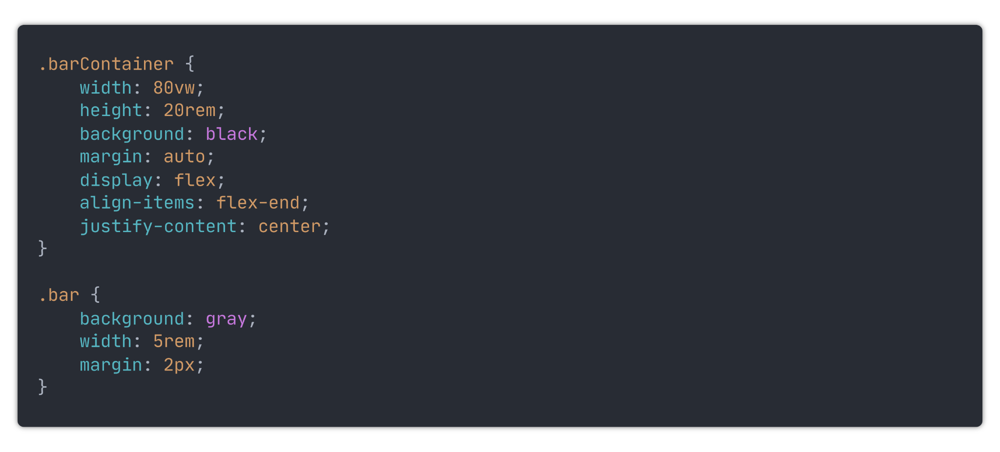 .barContainer {
    width: 80vw;
    height: 20rem;
    background: black;
    margin: auto;
    display: flex;
    align-items: flex-end;
    justify-content: center;
}

.bar {
    background: gray;
    width: 5rem;
    margin: 2px;
}